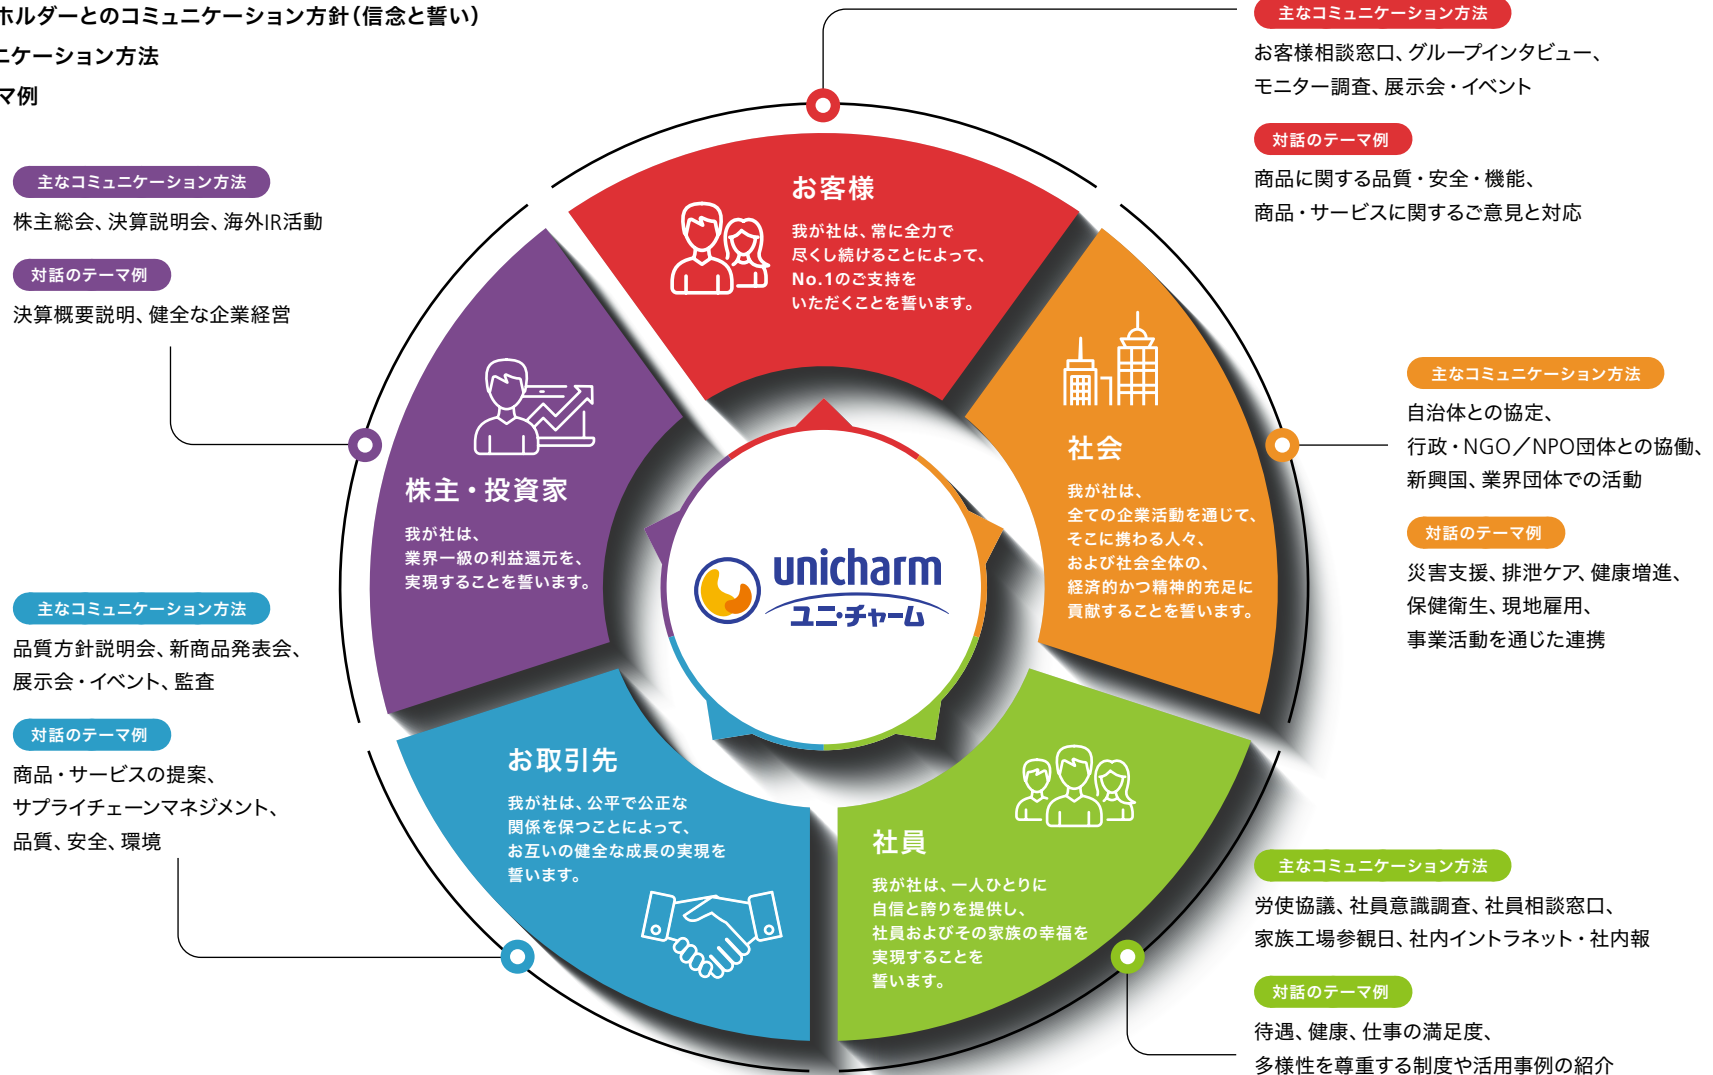 ホルダーとのコミュニケーション方針(信念と誓い)
ニケーション方法
マ例
主なコミュニケーション方法
お客様相談窓口、グループインタビュー、
モニター調査、展示会・イベント
対話のテーマ例
商品に関する品質・安全・機能、
商品・サービスに関するご意見と対応
主なコミュニケーション方法
株主総会、決算説明会、海外IR活動
対話のテーマ例
決算概要説明、健全な企業経営
お客様
我が社は、常に全力で
尽くし続けることによって、
No.1のご支持を
いただくことを誓います。
株主・投資家
我が社は、
業界一級の利益還元を、
実現することを誓います。
社会
我が社は、
全ての企業活動を通じて、
そこに携わる人々、
および社会全体の、
経済的かつ精神的充足に
貢献することを誓います。
主なコミュニケーション方法
自治体との協定、
行政・NGO／NPO団体との協働、
新興国、業界団体での活動
対話のテーマ例
災害支援、排泄ケア、健康増進、
保健衛生、現地雇用、
事業活動を通じた連携
unicharm
ユニ・チャーム
主なコミュニケーション方法
品質方針説明会、新商品発表会、
展示会・イベント、監査
対話のテーマ例
商品・サービスの提案、
サプライチェーンマネジメント、
品質、安全、環境
お取引先
我が社は、公平で公正な
関係を保つことによって、
お互いの健全な成長の実現を
誓います。
社員
我が社は、一人ひとりに
自信と誇りを提供し、
社員およびその家族の幸福を
実現することを
誓います。
主なコミュニケーション方法
労使協議、社員意識調査、社員相談窓口、
家族工場参観日、社内イントラネット・社内報
対話のテーマ例
待遇、健康、仕事の満足度、
多様性を尊重する制度や活用事例の紹介